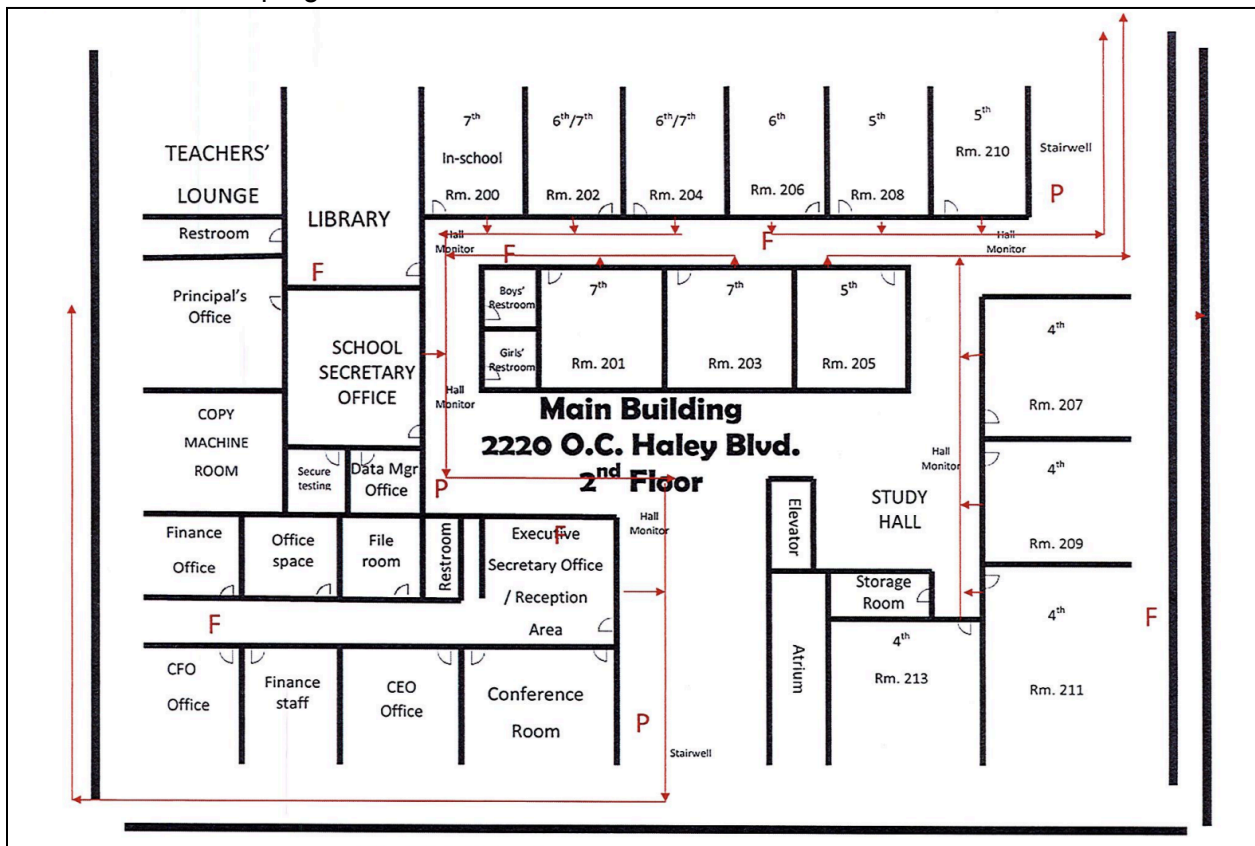 7th
6th/7th
6th/7th
6th
5th
5th
In-school
Rm. 200
Rm. 202
Rm. 204
Rm. 206
Rm. 208
Rm. 210
Stairwell
P
TEACHERS'
LOUNGE
Restroom
LIBRARY
F
Hall
Monitor
F
F
Hall
Monitor
Principal's
Office
SCHOOL
SECRETARY
OFFICE
Boys'
Restroom
Girls'
Restroom
7th
Rm. 201
7th
Rm. 203
5th
Rm. 205
4th
Rm. 207
Hall
Monitor
Main Building
2220 O.C. Haley Blvd.
2nd Floor
COPY
MACHINE
ROOM
Secure
testing
Data Mgr
Office
P
Hall
Monitor
Elevator
STUDY
HALL
Hall
Monitor
4th
Rm. 209
Finance
Office
Office
space
File
room
Restroom
F
Executive
Secretary Office
/ Reception
Area
Storage
Room
F
4th
Rm. 211
F
CFO
Office
Finance
staff
CEO
Office
Conference
Room
P
Stairwell
Atrium
4th
Rm. 213